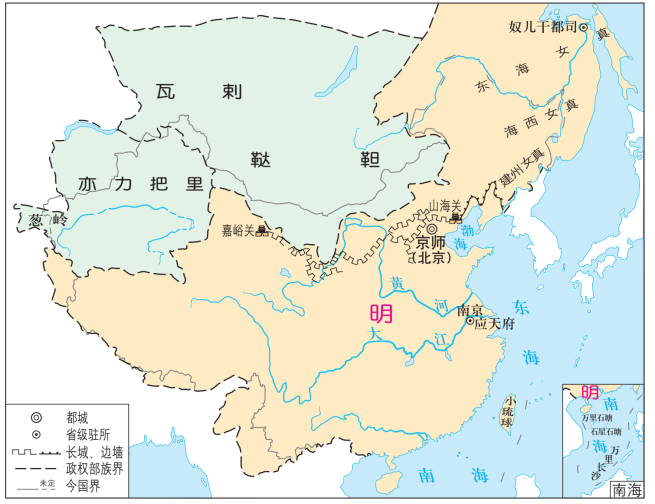 奴儿干都司
东海女真
海西女真
建州女真
瓦剌
鞑靼
亦力把里
葱岭
嘉峪关
山海关
京师
(北京)
渤海
黄河
明
南京
应天府
大江
东海
小琉球
南海
都城
省级驻所
长城、边墙
政权部族界
未定
今国界
明
南海
万里石塘
石星石塘
万里长沙
南海